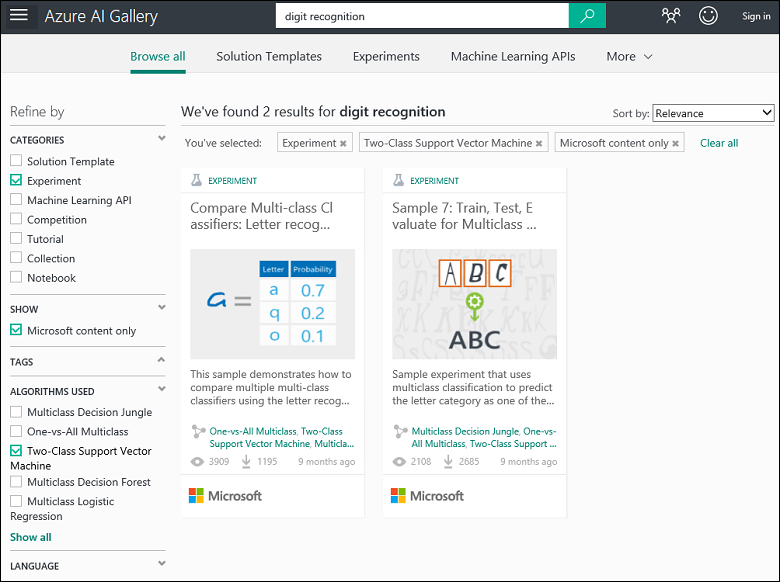 Azure AI Gallery
digit recognition
Sign in
Browse all
Solution Templates
Experiments
Machine Learning APIs
More
Refine by
CATEGORIES
Solution Template
Experiment
Machine Learning API
Competition
Tutorial
Collection
Notebook
SHOW
Microsoft content only
TAGS
ALGORITHMS USED
Multiclass Decision Jungle
One-vs-All Multiclass
Two-Class Support Vector
Machine
Multiclass Decision Forest
Multiclass Logistic
Regression
Show all
LANGUAGE
We've found 2 results for digit recognition
Sort by: Relevance
You've selected:
Experiment ×
Two-Class Support Vector Machine ×
Microsoft content only ×
Clear all
EXPERIMENT
Compare Multi-class Cl
assifiers: Letter recog...
a =
Letter Probability
a 0.7
q 0.2
o 0.1
This sample demonstrates how to
compare multiple multi-class
classifiers using the letter recog...
One-vs-All Multiclass, Two-Class
Support Vector Machine, Multicla...
3909 1195 9 months ago
Microsoft
EXPERIMENT
Sample 7: Train, Test, E
valuate for Multiclass ...
A B C
ABC
Sample experiment that uses
multiclass classification to predict
the letter category as one of the...
Multiclass Decision Jungle, One-vs-
All Multiclass, Two-Class Support ...
2108 2685 9 months ago
Microsoft